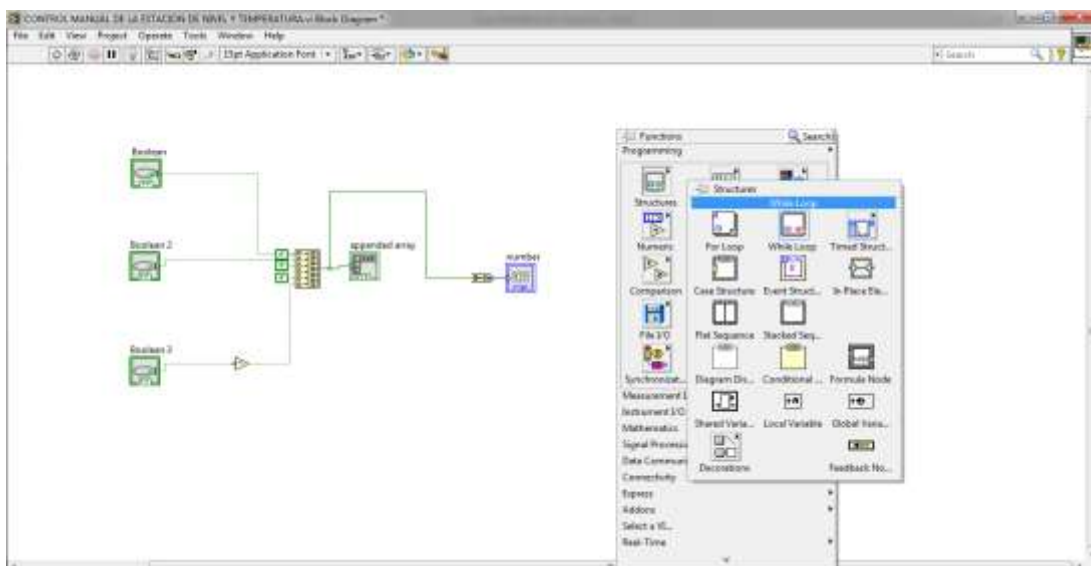 CONTROL MANUAL DE LA ESTACIÓN DE NIVEL Y TEMPERATURA.vi Block Diagram *
File Edit View Project Operate Tools Window Help
15pt Application Font
Search
Boolean
Boolean 2
appended array
number
Boolean 3
Functions
Search
Programming
Structures
Numeric
Comparison
File I/O
Synchronizat...
Measurement I
Instrument I/O
Mathematics
Signal Processi
Data Communi
Connectivity
Express
Addons
Select a VI...
Real-Time
Structures
While Loop
For Loop
While Loop
Timed Struct...
Case Structure
Event Struct...
In Place Ele...
Flat Sequence
Stacked Seq...
Diagram Dis...
Conditional ...
Formula Node
Shared Varia...
Local Variable
Global Varia...
Decorations
Feedback No...